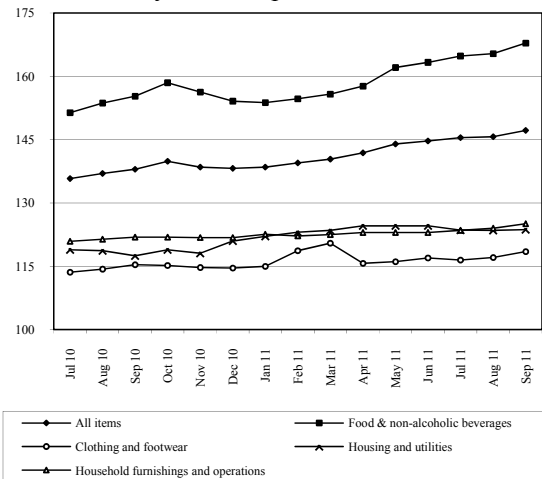 175
160
145
130
115
100
Jul 10
Aug 10
Sep 10
Oct 10
Nov 10
Dec 10
Jan 11
Feb 11
Mar 11
Apr 11
May 11
Jun 11
Jul 11
Aug 11
Sep 11
All items
Food & non-alcoholic beverages
Clothing and footwear
Housing and utilities
Household furnishings and operations